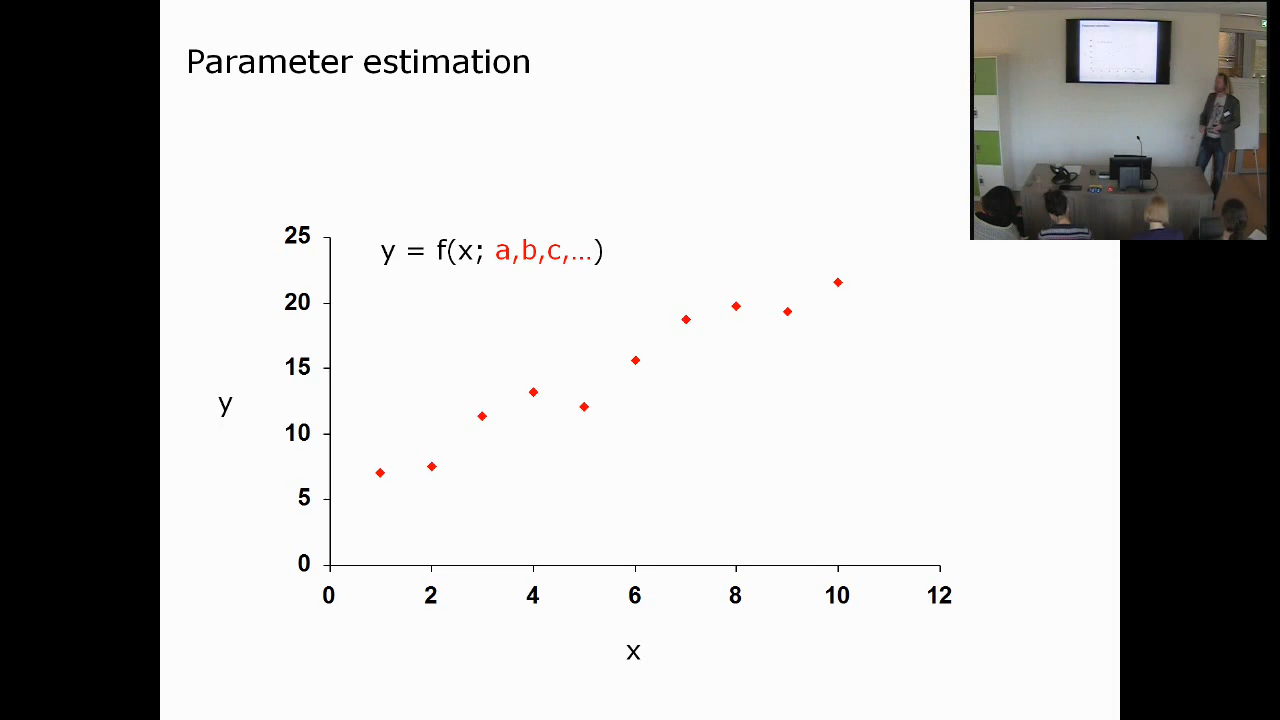 Parameter estimation
y = f(x; a,b,c,...)
25
20
15
10
5
0
y
0 2 4 6 8 10 12
x